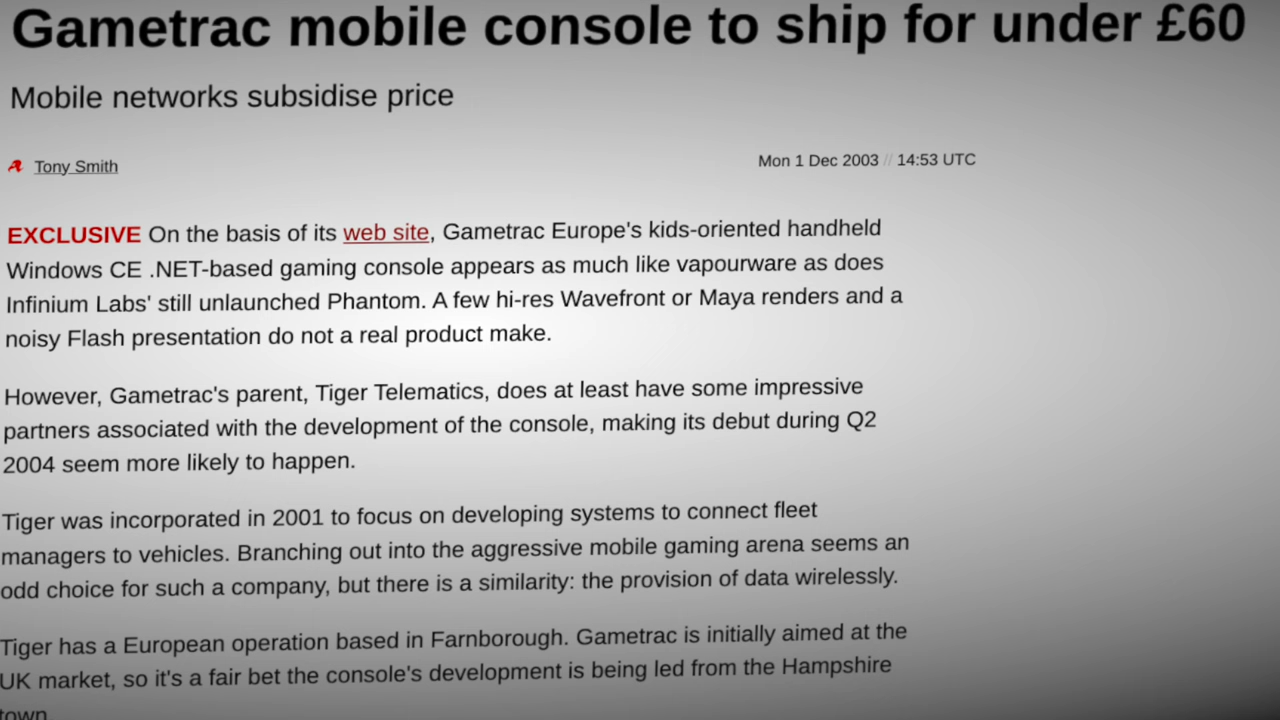 Gametrac mobile console to ship for under £60
Mobile networks subsidise price
Tony Smith
Mon 1 Dec 2003 // 14:53 UTC
EXCLUSIVE On the basis of its web site, Gametrac Europe's kids-oriented handheld
Windows CE .NET-based gaming console appears as much like vapourware as does
Infinium Labs' still unlaunched Phantom. A few hi-res Wavefront or Maya renders and a
noisy Flash presentation do not a real product make.
However, Gametrac's parent, Tiger Telematics, does at least have some impressive
partners associated with the development of the console, making its debut during Q2
2004 seem more likely to happen.
Tiger was incorporated in 2001 to focus on developing systems to connect fleet
managers to vehicles. Branching out into the aggressive mobile gaming arena seems an
odd choice for such a company, but there is a similarity: the provision of data wirelessly.
Tiger has a European operation based in Farnborough. Gametrac is initially aimed at the
UK market, so it's a fair bet the console's development is being led from the Hampshire
town.